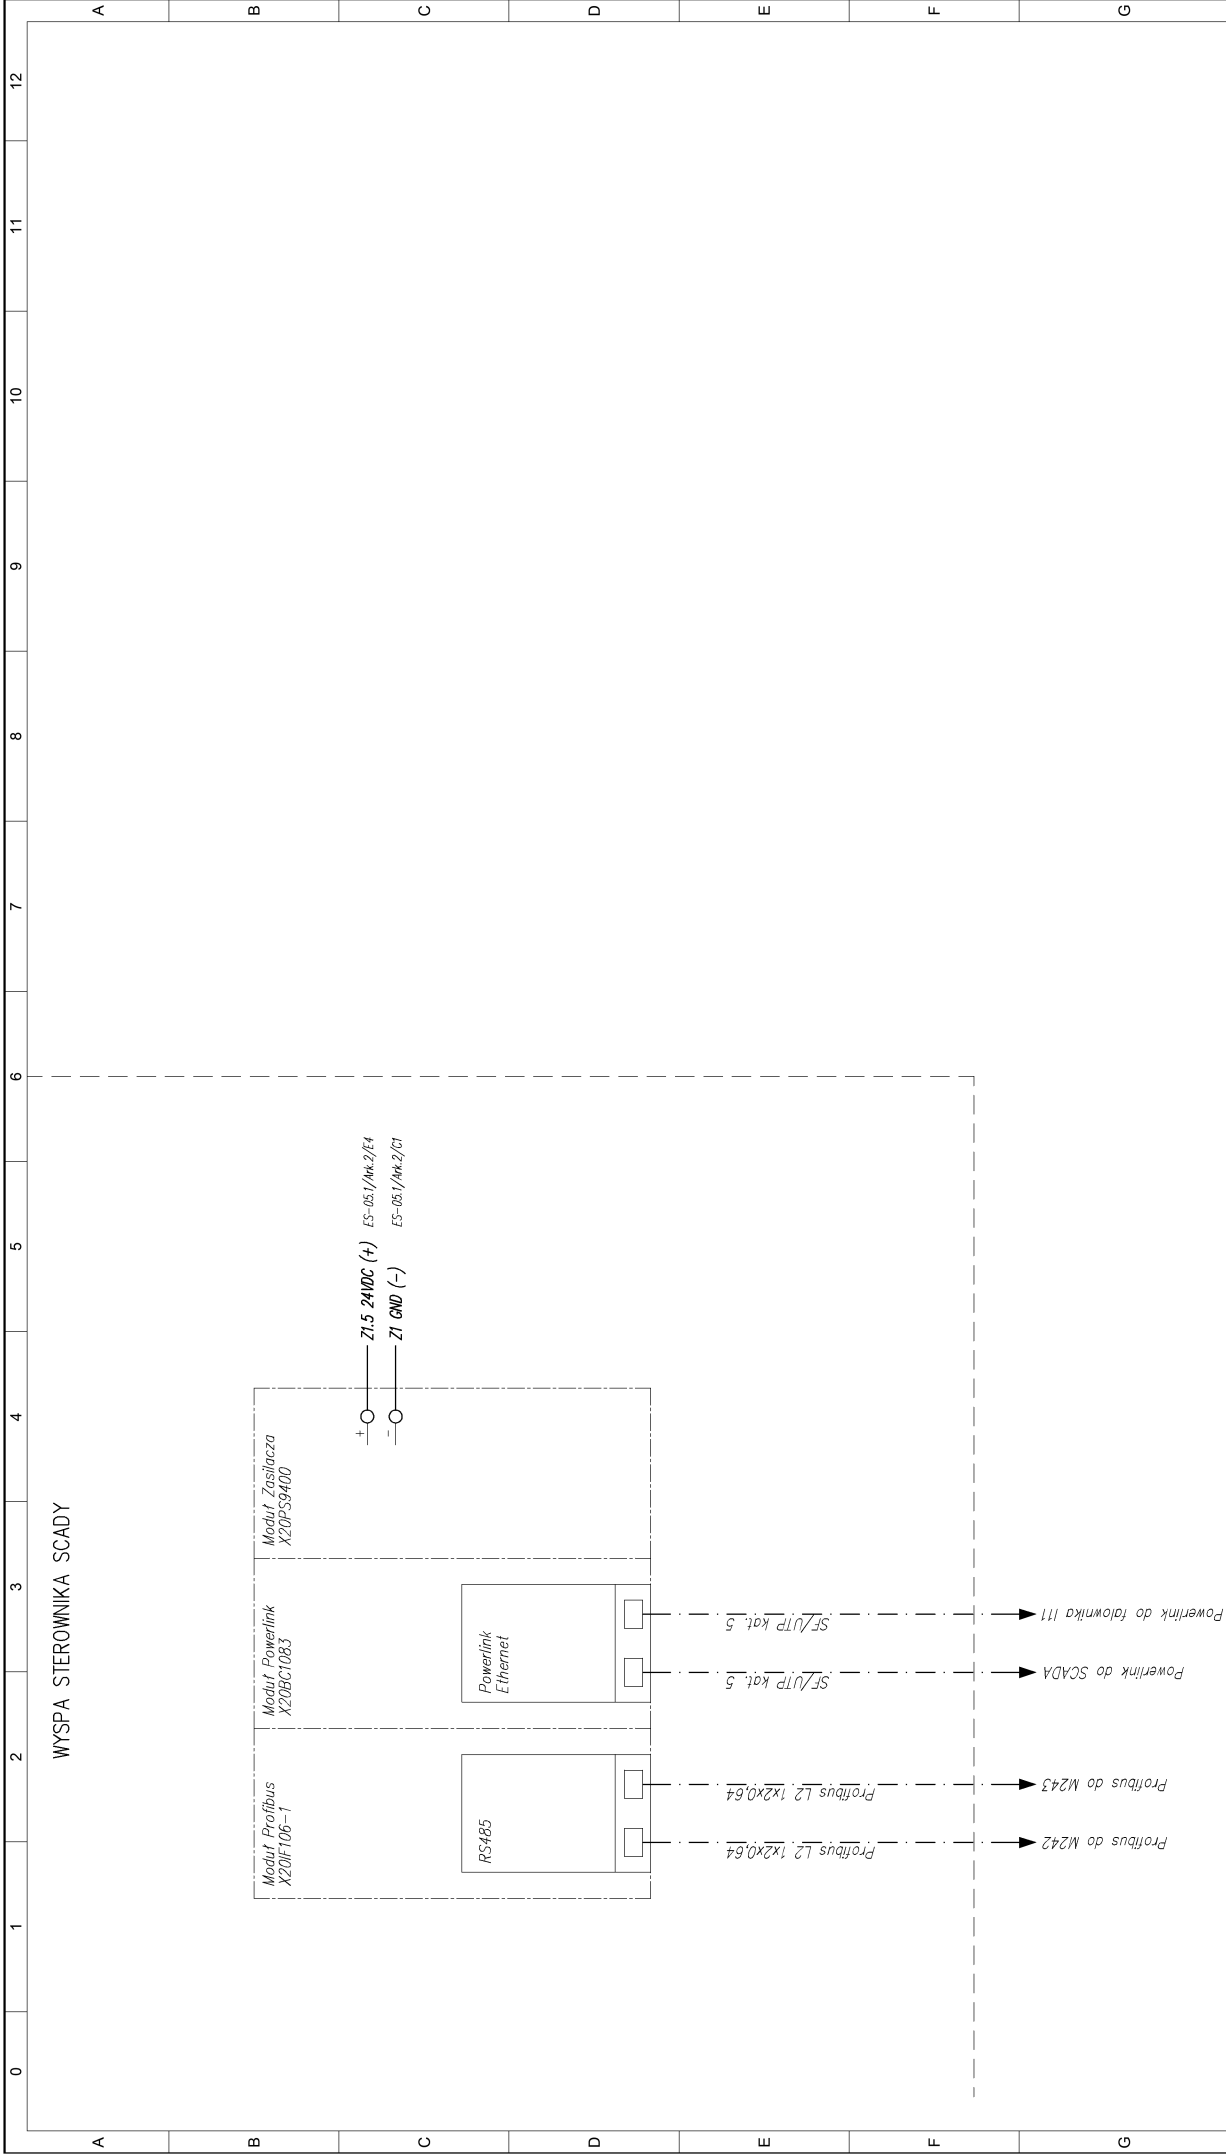 0
1
2
3
4
5
6
7
8
9
10
11
12
A
A
B
B
C
C
D
D
E
E
F
F
G
G
WYSPA STEROWNIKA SCADY
Moduł Profibus
X20IF106-1
Moduł Powerlink
X20BC1083
Moduł Zasilacza
X20PS9400
+
Z1.5 24VDC (+)
ES-05.1/Ark.2/E4
-
Z1 GND (-)
ES-05.1/Ark.2/C1
RS485
Powerlink
Ethernet
Profibus L2 1x2x0,64
Profibus L2 1x2x0,64
SF/UTP kat. 5
SF/UTP kat. 5
Profibus do M242
Profibus do M243
Powerlink do SCADA
Powerlink do falownika I11